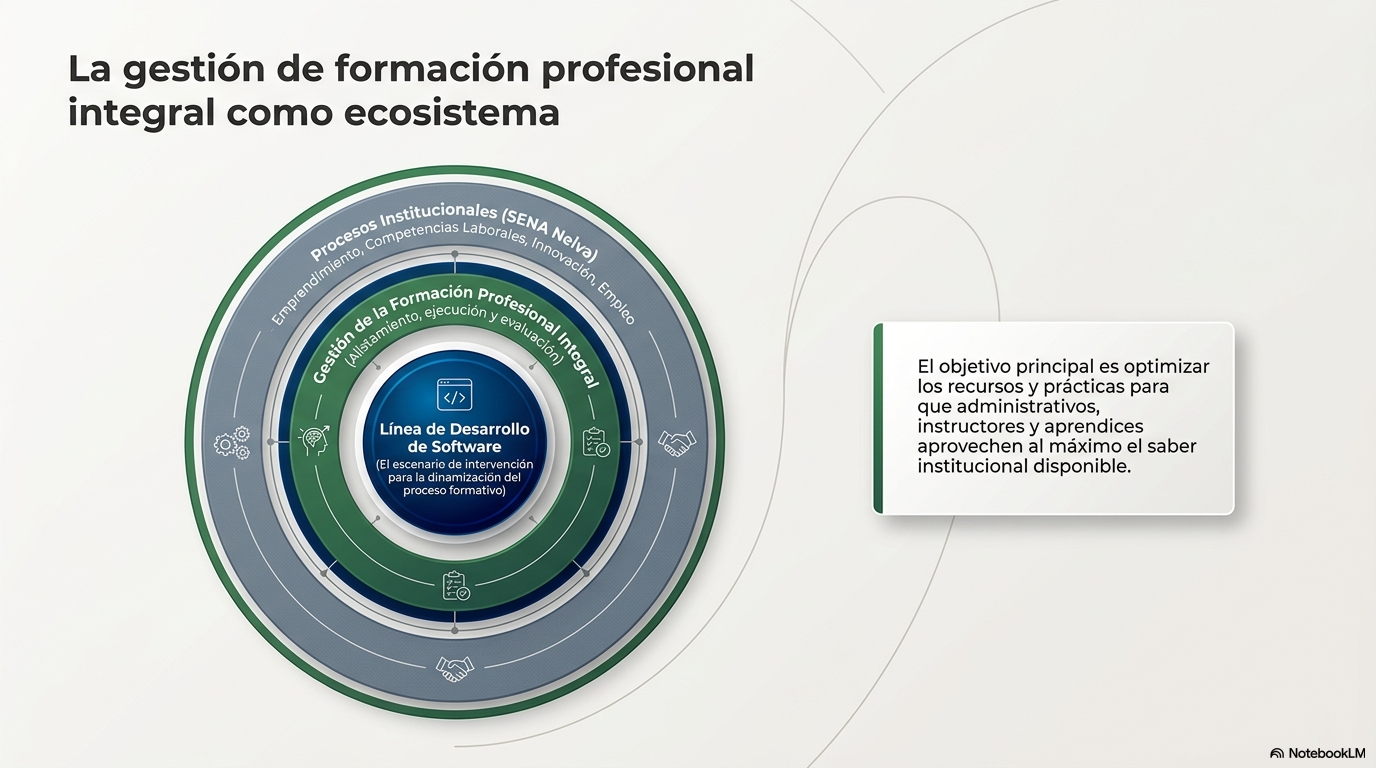 La gestión de formación profesional
integral como ecosistema
Procesos Institucionales (SENA Neiva)
Emprendimiento, Competencias Laborales, Innovación, Empleo
Gestión de la Formación Profesional Integral
(Alistamiento, ejecución y evaluación)
Línea de Desarrollo
de Software
(El escenario de intervención
para la dinamización del
proceso formativo)
El objetivo principal es optimizar
los recursos y prácticas para
que administrativos,
instructores y aprendices
aprovechen al máximo el saber
institucional disponible.
NotebookLM